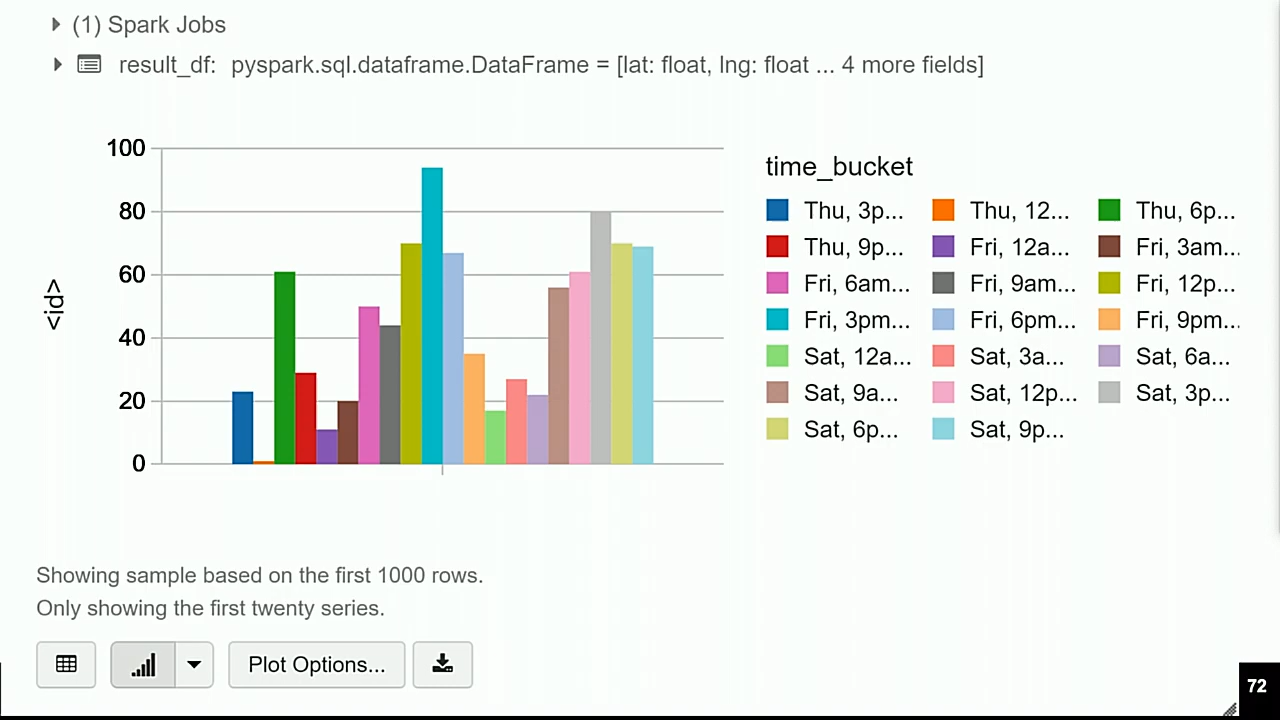 (1) Spark Jobs
result_df: pyspark.sql.dataframe.DataFrame = [lat: float, lng: float ... 4 more fields]
100
80
60
40
20
0
<id>
time_bucket
Thu, 3p... Thu, 12... Thu, 6p...
Thu, 9p... Fri, 12a... Fri, 3am...
Fri, 6am... Fri, 9am... Fri, 12p...
Fri, 3pm... Fri, 6pm... Fri, 9pm...
Sat, 12a... Sat, 3a... Sat, 6a...
Sat, 9a... Sat, 12p... Sat, 3p...
Sat, 6p... Sat, 9p...
Showing sample based on the first 1000 rows.
Only showing the first twenty series.
Plot Options...
72